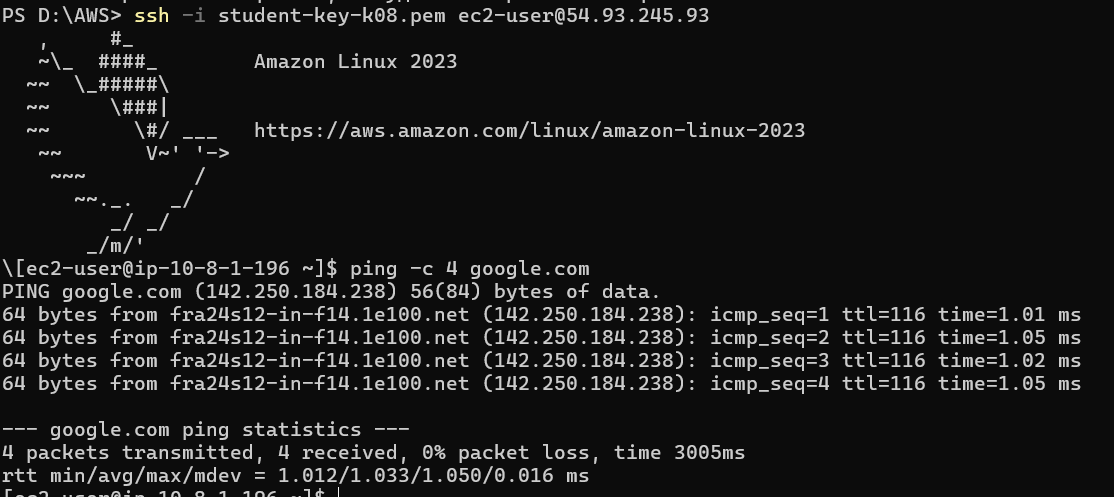 PS D:\AWS> ssh -i student-key-k08.pem ec2-user@54.93.245.93
   ,     #_
   ~\_  ####_        Amazon Linux 2023
  ~~  \_#####\
  ~~     \###|
  ~~       \#/ ___   https://aws.amazon.com/linux/amazon-linux-2023
   ~~       V~' '->
    ~~~         /
      ~~._.   _/
         _/ _/
       _/m/'
\[ec2-user@ip-10-8-1-196 ~]$ ping -c 4 google.com
PING google.com (142.250.184.238) 56(84) bytes of data.
64 bytes from fra24s12-in-f14.1e100.net (142.250.184.238): icmp_seq=1 ttl=116 time=1.01 ms
64 bytes from fra24s12-in-f14.1e100.net (142.250.184.238): icmp_seq=2 ttl=116 time=1.05 ms
64 bytes from fra24s12-in-f14.1e100.net (142.250.184.238): icmp_seq=3 ttl=116 time=1.02 ms
64 bytes from fra24s12-in-f14.1e100.net (142.250.184.238): icmp_seq=4 ttl=116 time=1.05 ms

--- google.com ping statistics ---
4 packets transmitted, 4 received, 0% packet loss, time 3005ms
rtt min/avg/max/mdev = 1.012/1.033/1.050/0.016 ms
[ec2-user@ip-10-8-1-196 ~]$